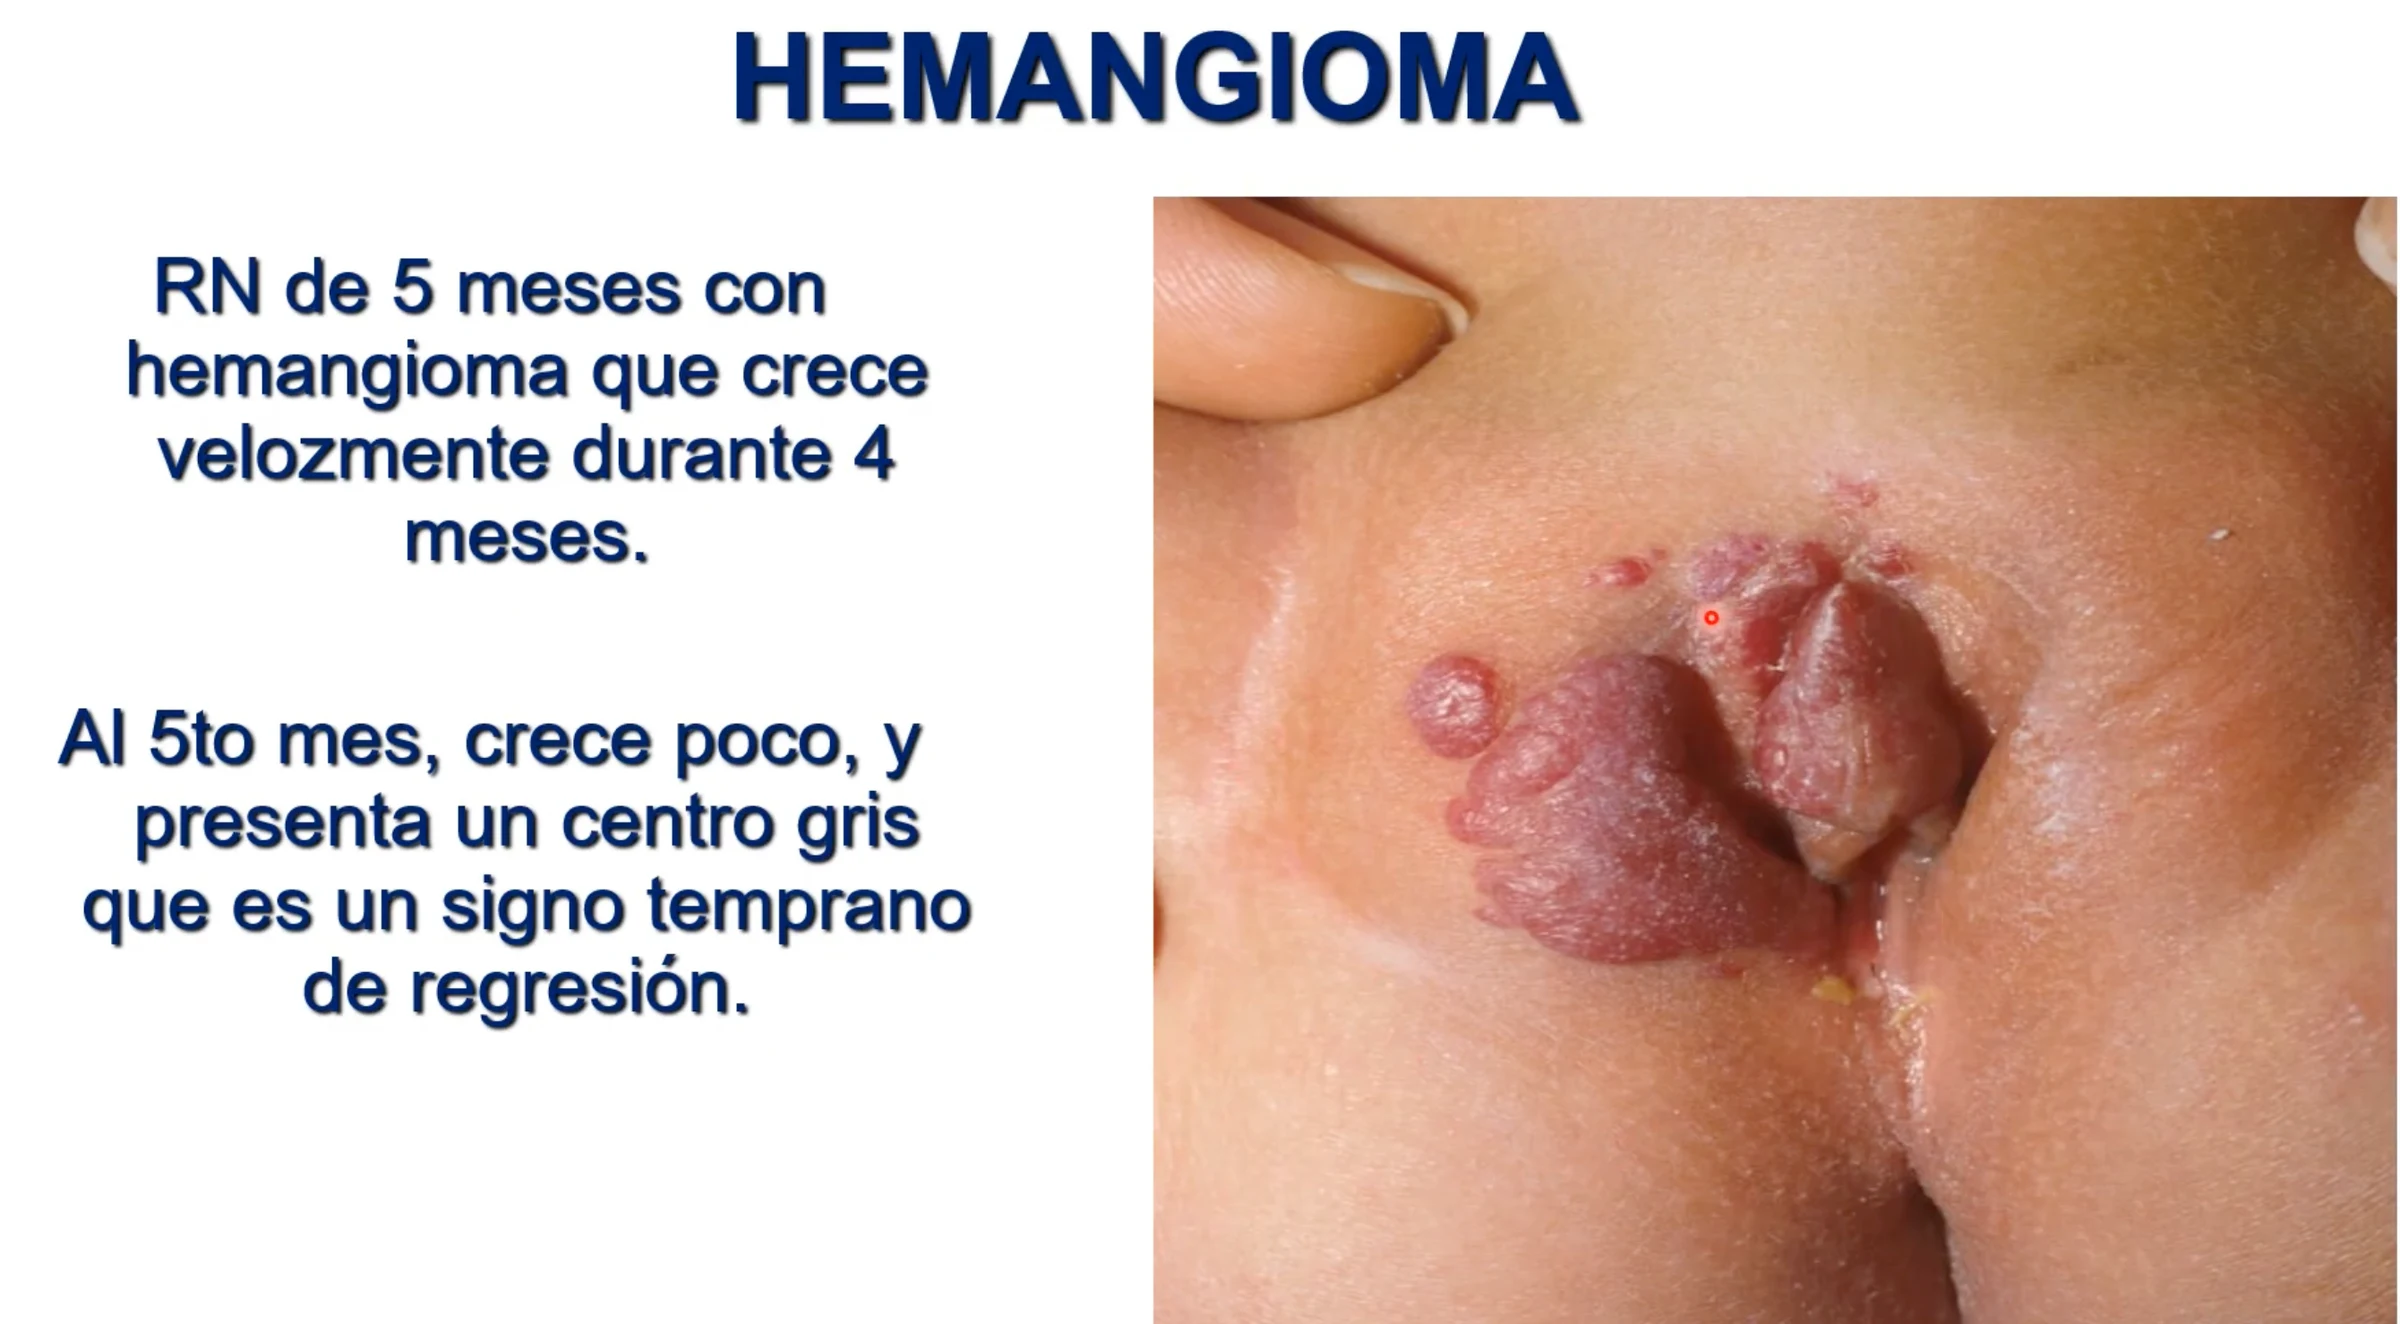 HEMANGIOMA
RN de 5 meses con
hemangioma que crece
velozmente durante 4
meses.
Al 5to mes, crece poco, y
presenta un centro gris
que es un signo temprano
de regresión.